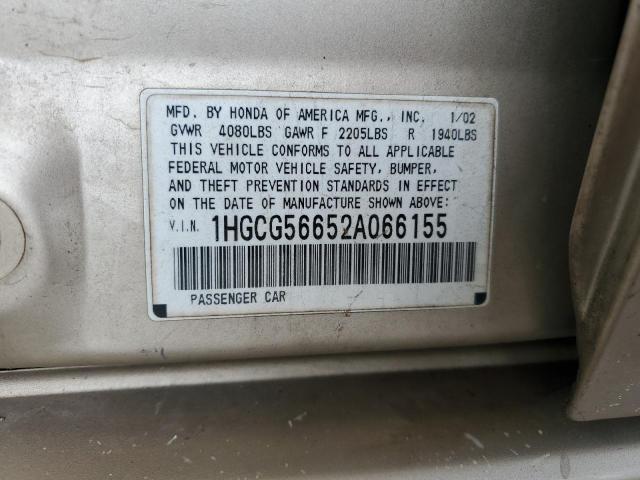 MFD. BY HONDA OF AMERICA MFG., INC. 1/02
GVWR 4080LBS GAWR F 2205LBS R 1940LBS
THIS VEHICLE CONFORMS TO ALL APPLICABLE
FEDERAL MOTOR VEHICLE SAFETY, BUMPER,
AND THEFT PREVENTION STANDARDS IN EFFECT
ON THE DATE OF MANUFACTURE SHOWN ABOVE:
V.I.N. 1HGCG56652A066155
PASSENGER CAR